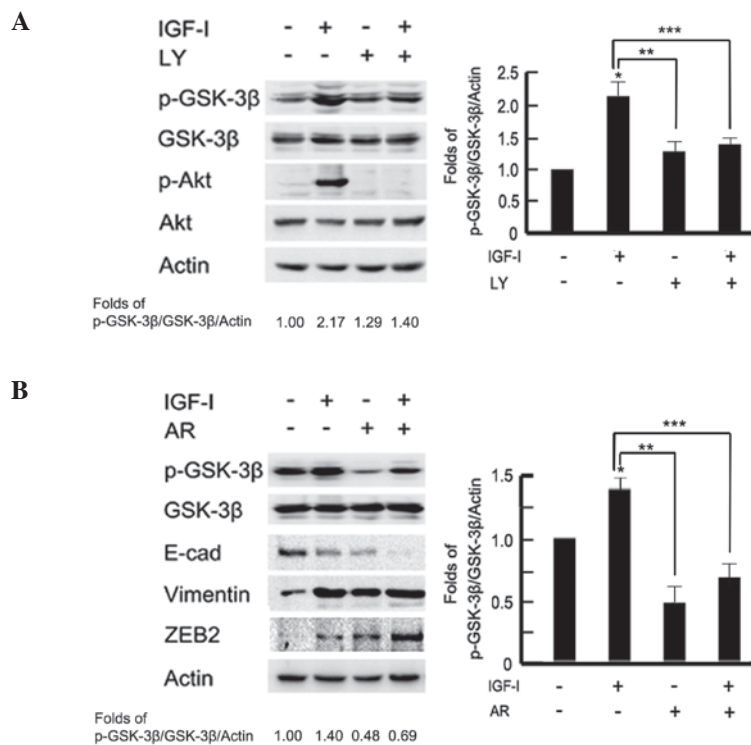 A
IGF-I - + - +
LY - - + +
p-GSK-3β
GSK-3β
p-Akt
Akt
Actin
Folds of
p-GSK-3β/GSK-3β/Actin 1.00 2.17 1.29 1.40
Folds of
p-GSK-3β/GSK-3β/Actin
2.5
2.0
1.5
1.0
0.5
0
***
**
*
IGF-I - + - +
LY - - + +
B
IGF-I - + - +
AR - - + +
p-GSK-3β
GSK-3β
E-cad
Vimentin
ZEB2
Actin
Folds of
p-GSK-3β/GSK-3β/Actin 1.00 1.40 0.48 0.69
Folds of
p-GSK-3β/GSK-3β/Actin
1.5
1.0
0.5
0
***
**
*
IGF-I - + - +
AR - - + +